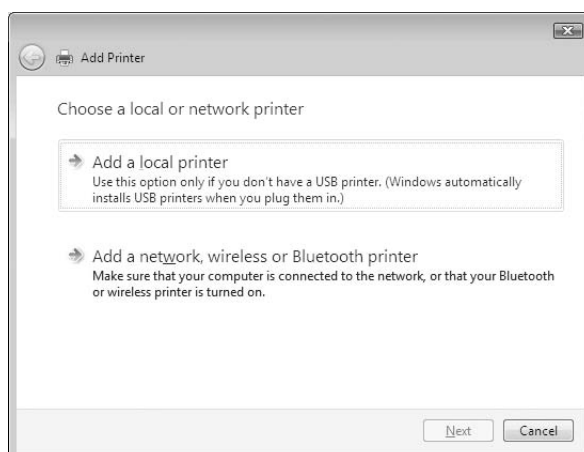 Add Printer
Choose a local or network printer
Add a local printer
Use this option only if you don't have a USB printer. (Windows automatically
installs USB printers when you plug them in.)
Add a network, wireless or Bluetooth printer
Make sure that your computer is connected to the network, or that your Bluetooth
or wireless printer is turned on.
Next Cancel